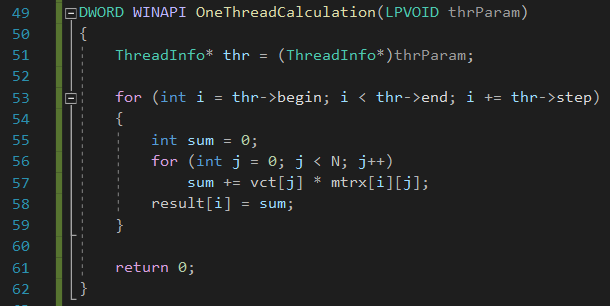 49 DWORD WINAPI OneThreadCalculation(LPVOID thrParam)
50 {
51     ThreadInfo* thr = (ThreadInfo*)thrParam;
52
53     for (int i = thr->begin; i < thr->end; i += thr->step)
54     {
55         int sum = 0;
56         for (int j = 0; j < N; j++)
57             sum += vct[j] * mtrx[i][j];
58         result[i] = sum;
59     }
60
61     return 0;
62 }